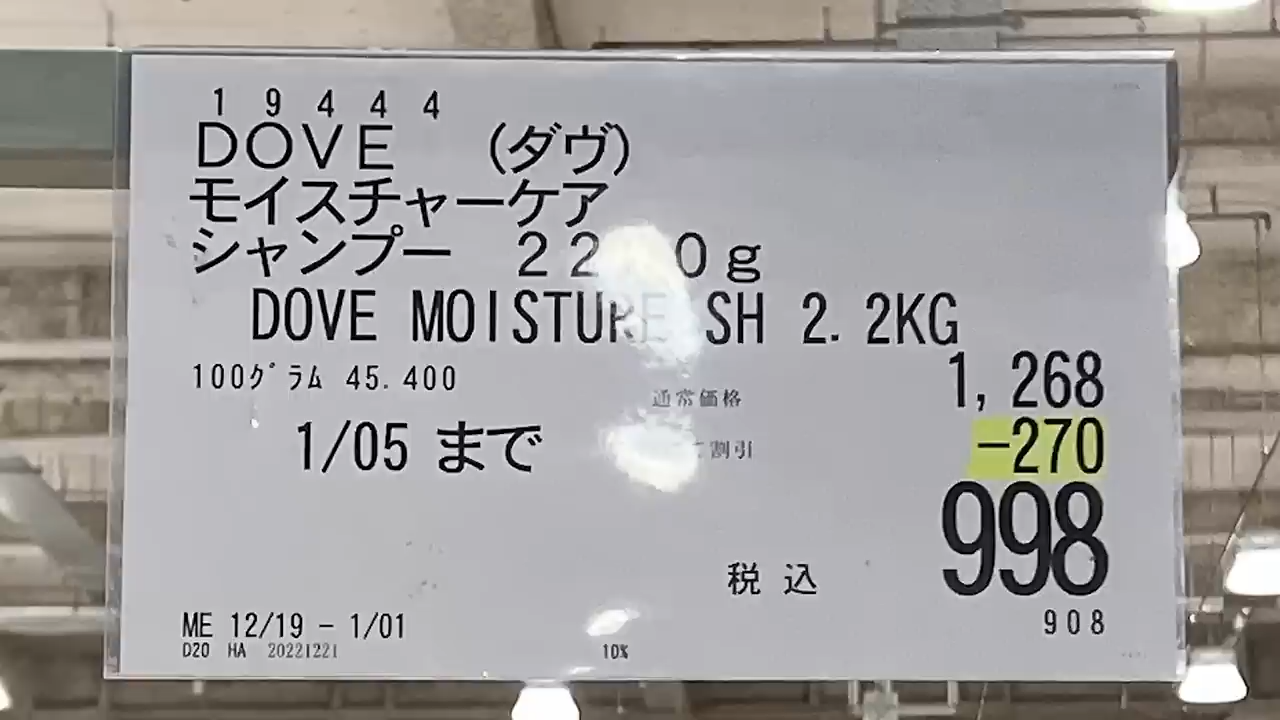 19444
DOVE (ダヴ)
モイスチャーケア
シャンプー
DOVE MOISTURE SH 2.2KG
100グラム 45.400
通常価格 1,268
1/05 まで
割引 -270
998
税込
908
ME 12/19 - 1/01
D20 HA 20221221
10%